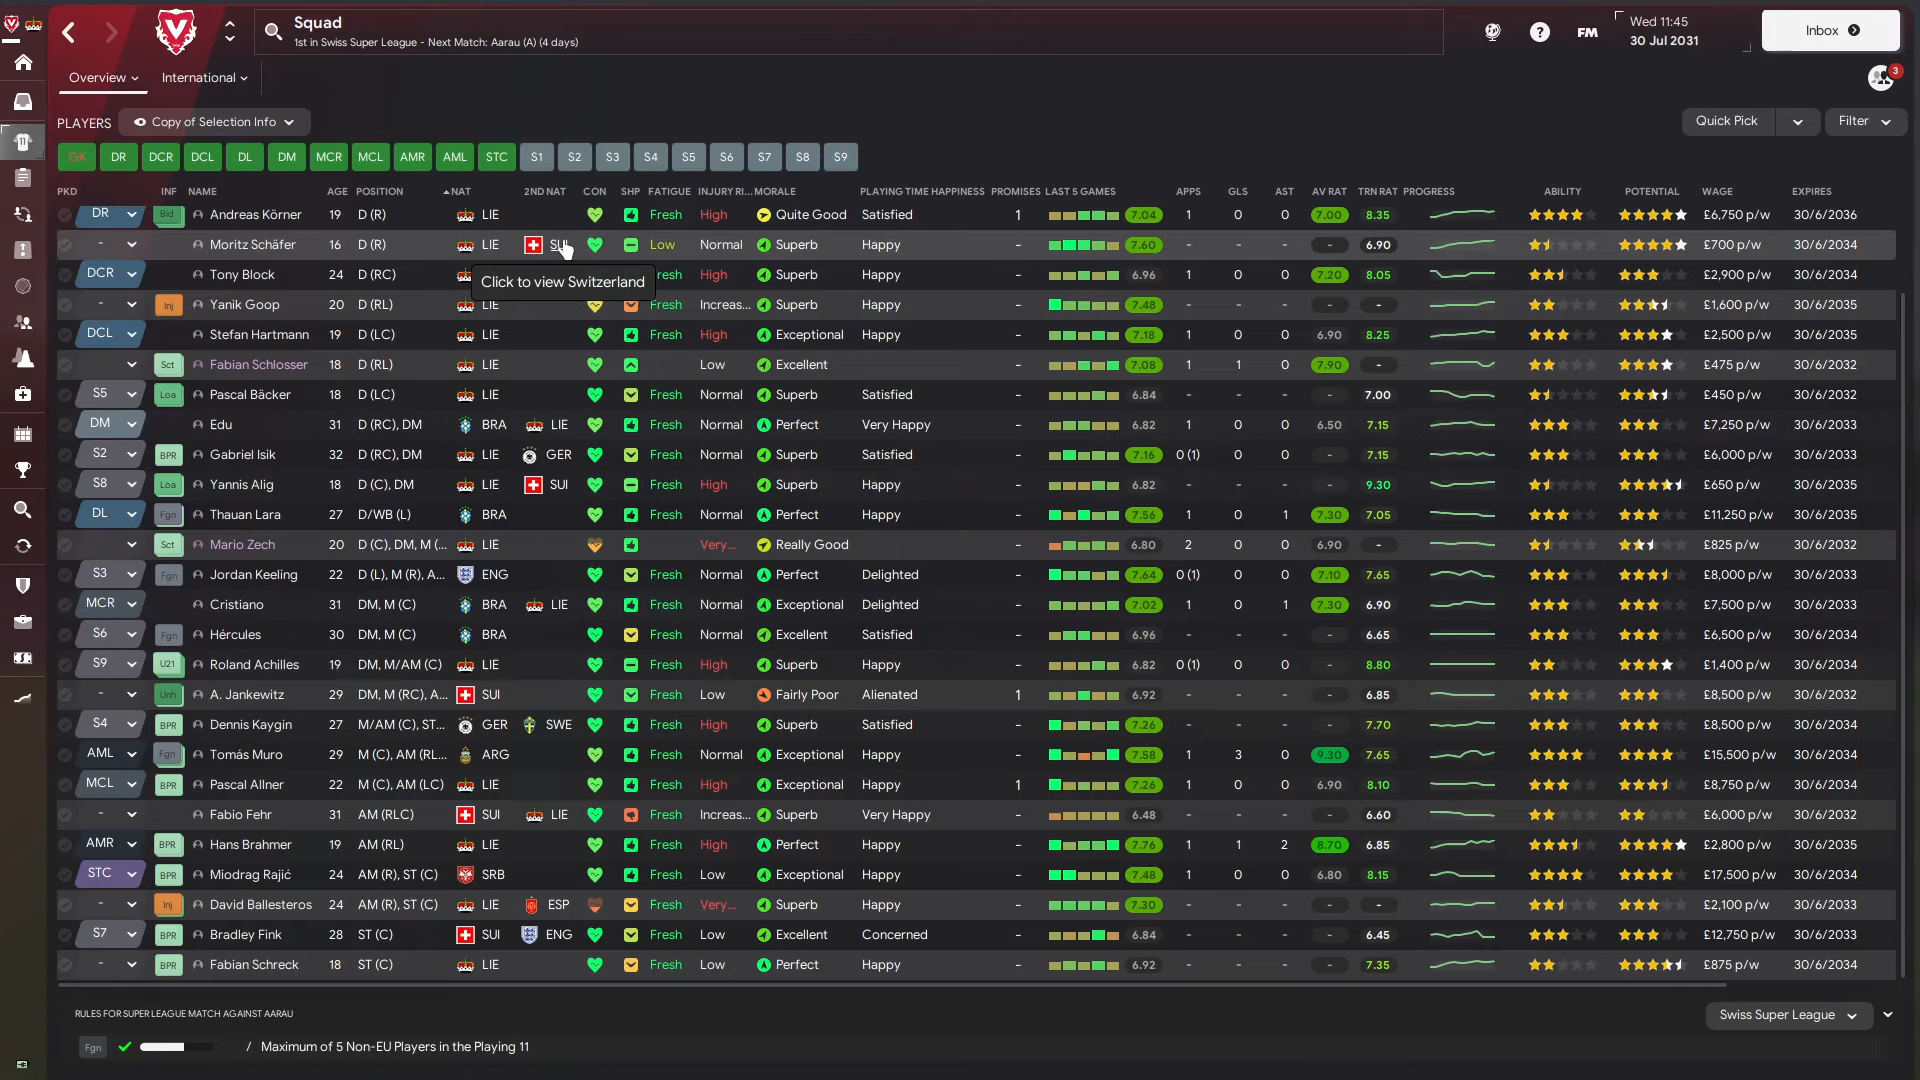 Squad
1st in Swiss Super League - Next Match: Aarau (A) (4 days)
FM
Wed 11:45
30 Jul 2031
Inbox
Overview
International
3
PLAYERS
Copy of Selection Info
Quick Pick
Filter
GK DR DCR DCL DL DM MCR MCL AMR AML STC S1 S2 S3 S4 S5 S6 S7 S8 S9
PKD INF NAME AGE POSITION NAT 2ND NAT CON SHP FATIGUE INJURY RI... MORALE PLAYING TIME HAPPINESS PROMISES LAST 5 GAMES APPS GLS AST AV RAT TRN RAT PROGRESS ABILITY POTENTIAL WAGE EXPIRES
DR Bid Andreas Körner 19 D (R) LIE Fresh High Quite Good Satisfied 1 7.04 1 0 0 7.00 8.35 £6,750 p/w 30/6/2036
- Moritz Schäfer 16 D (R) LIE Low Normal Superb Happy - 7.60 - - - - 6.90 £700 p/w 30/6/2034
DCR Tony Block 24 D (RC) High Superb Happy - 6.96 1 0 0 7.20 8.05 £2,900 p/w 30/6/2034
Click to view Switzerland
- Inj Yanik Goop 20 D (RL) LIE Fresh Increas... Superb Happy - 7.48 - - - - - £1,600 p/w 30/6/2035
DCL Stefan Hartmann 19 D (LC) LIE Fresh High Exceptional Happy - 7.18 1 0 0 6.90 8.25 £2,500 p/w 30/6/2035
Sct Fabian Schlosser 18 D (RL) LIE Low Excellent - 7.08 1 1 0 7.90 - £475 p/w 30/6/2032
S5 Loa Pascal Bäcker 18 D (LC) LIE Fresh Normal Superb Satisfied - 6.84 - - - - 7.00 £450 p/w 30/6/2032
DM Edu 31 D (RC), DM BRA LIE Fresh Normal Perfect Very Happy - 6.82 1 0 0 6.50 7.15 £7,250 p/w 30/6/2033
S2 BPR Gabriel Isik 32 D (RC), DM LIE GER Fresh Normal Superb Satisfied - 7.16 0 (1) 0 0 - 7.15 £6,000 p/w 30/6/2033
S8 Loa Yannis Alig 18 D (C), DM LIE SUI Fresh High Superb Happy - 6.82 - - - - 9.30 £650 p/w 30/6/2035
DL Fgn Thauan Lara 27 D/WB (L) BRA Fresh Normal Perfect Happy - 7.56 1 0 1 7.30 7.05 £11,250 p/w 30/6/2035
- Sct Mario Zech 20 D (C), DM, M (... LIE Very... Really Good - 6.80 2 0 0 6.90 - £825 p/w 30/6/2032
S3 Fgn Jordan Keeling 22 D (L), M (R), A... ENG Fresh Normal Perfect Delighted - 7.64 0 (1) 0 0 7.10 7.65 £8,000 p/w 30/6/2033
MCR Cristiano 31 DM, M (C) BRA LIE Fresh Normal Exceptional Delighted - 7.02 1 0 1 7.30 6.90 £7,500 p/w 30/6/2033
S6 Fgn Hércules 30 DM, M (C) BRA Fresh Normal Excellent Satisfied - 6.96 - - - - 6.65 £6,500 p/w 30/6/2034
S9 U21 Roland Achilles 19 DM, M/AM (C) LIE Fresh High Superb Happy - 6.82 0 (1) 0 0 - 8.80 £1,400 p/w 30/6/2034
- Unh A. Jankewitz 29 DM, M (RC), A... SUI Fresh Low Fairly Poor Alienated 1 6.92 - - - - 6.85 £8,500 p/w 30/6/2032
S4 BPR Dennis Kaygin 27 M/AM (C), ST... GER SWE Fresh High Superb Satisfied - 7.26 - - - - 7.70 £8,500 p/w 30/6/2034
AML Fgn Tomás Muro 29 M (C), AM (RL... ARG Fresh Normal Exceptional Happy - 7.58 1 3 0 9.30 7.65 £15,500 p/w 30/6/2034
MCL BPR Pascal Allner 22 M (C), AM (LC) LIE Fresh High Exceptional Happy 1 7.26 1 0 0 6.90 8.10 £8,750 p/w 30/6/2034
- Fabio Fehr 31 AM (RLC) SUI LIE Fresh Increas... Superb Very Happy - 6.48 - - - - 6.60 £6,000 p/w 30/6/2032
AMR BPR Hans Brahmer 19 AM (RL) LIE Fresh High Perfect Happy - 7.76 1 1 2 8.70 6.85 £2,800 p/w 30/6/2035
STC BPR Miodrag Rajić 24 AM (R), ST (C) SRB Fresh Low Exceptional Happy - 7.48 1 0 0 6.80 8.15 £17,500 p/w 30/6/2034
- Inj David Ballesteros 24 AM (R), ST (C) LIE ESP Fresh Very... Superb Happy - 7.30 - - - - - £2,100 p/w 30/6/2033
S7 BPR Bradley Fink 28 ST (C) SUI ENG Fresh Low Excellent Concerned - 6.84 - - - - 6.45 £12,750 p/w 30/6/2033
- BPR Fabian Schreck 18 ST (C) LIE Fresh Low Perfect Happy - 6.92 - - - - 7.35 £875 p/w 30/6/2034
RULES FOR SUPER LEAGUE MATCH AGAINST AARAU
Swiss Super League
Fgn / Maximum of 5 Non-EU Players in the Playing 11